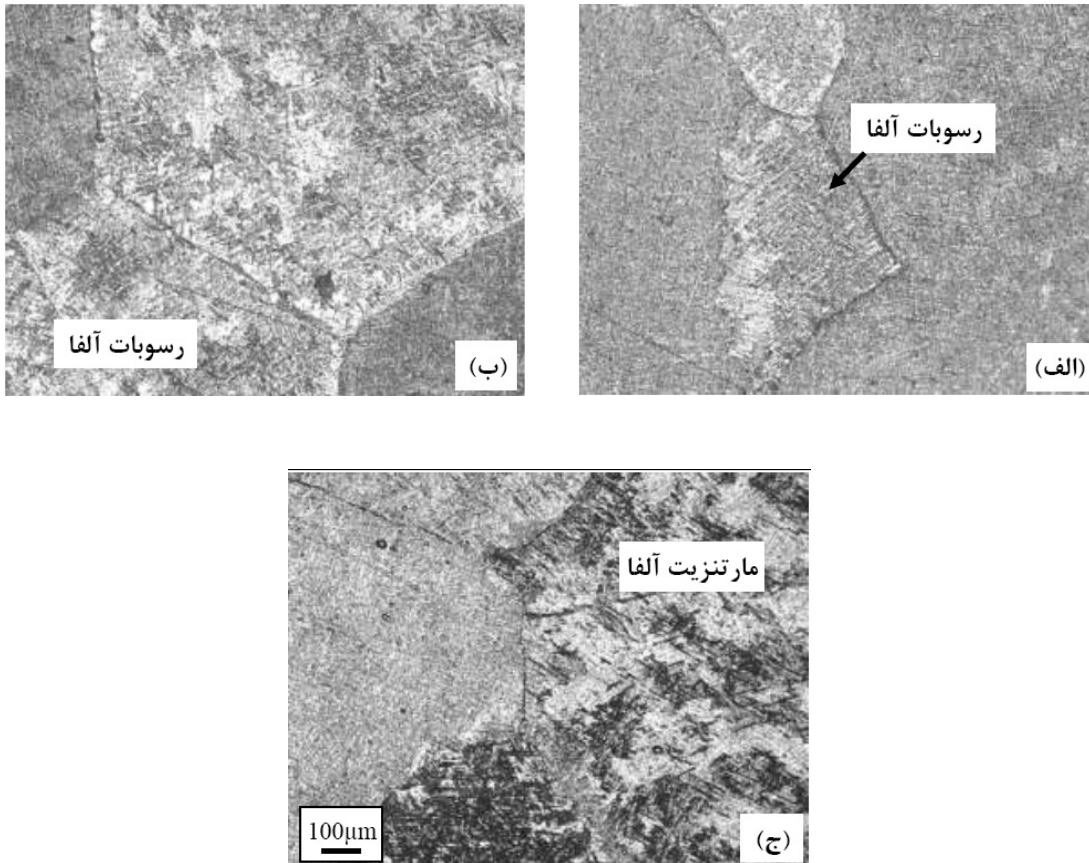 رسوبات آلفا
(الف)
رسوبات آلفا
(ب)
مارتنزیت آلفا
100µm
(ج)